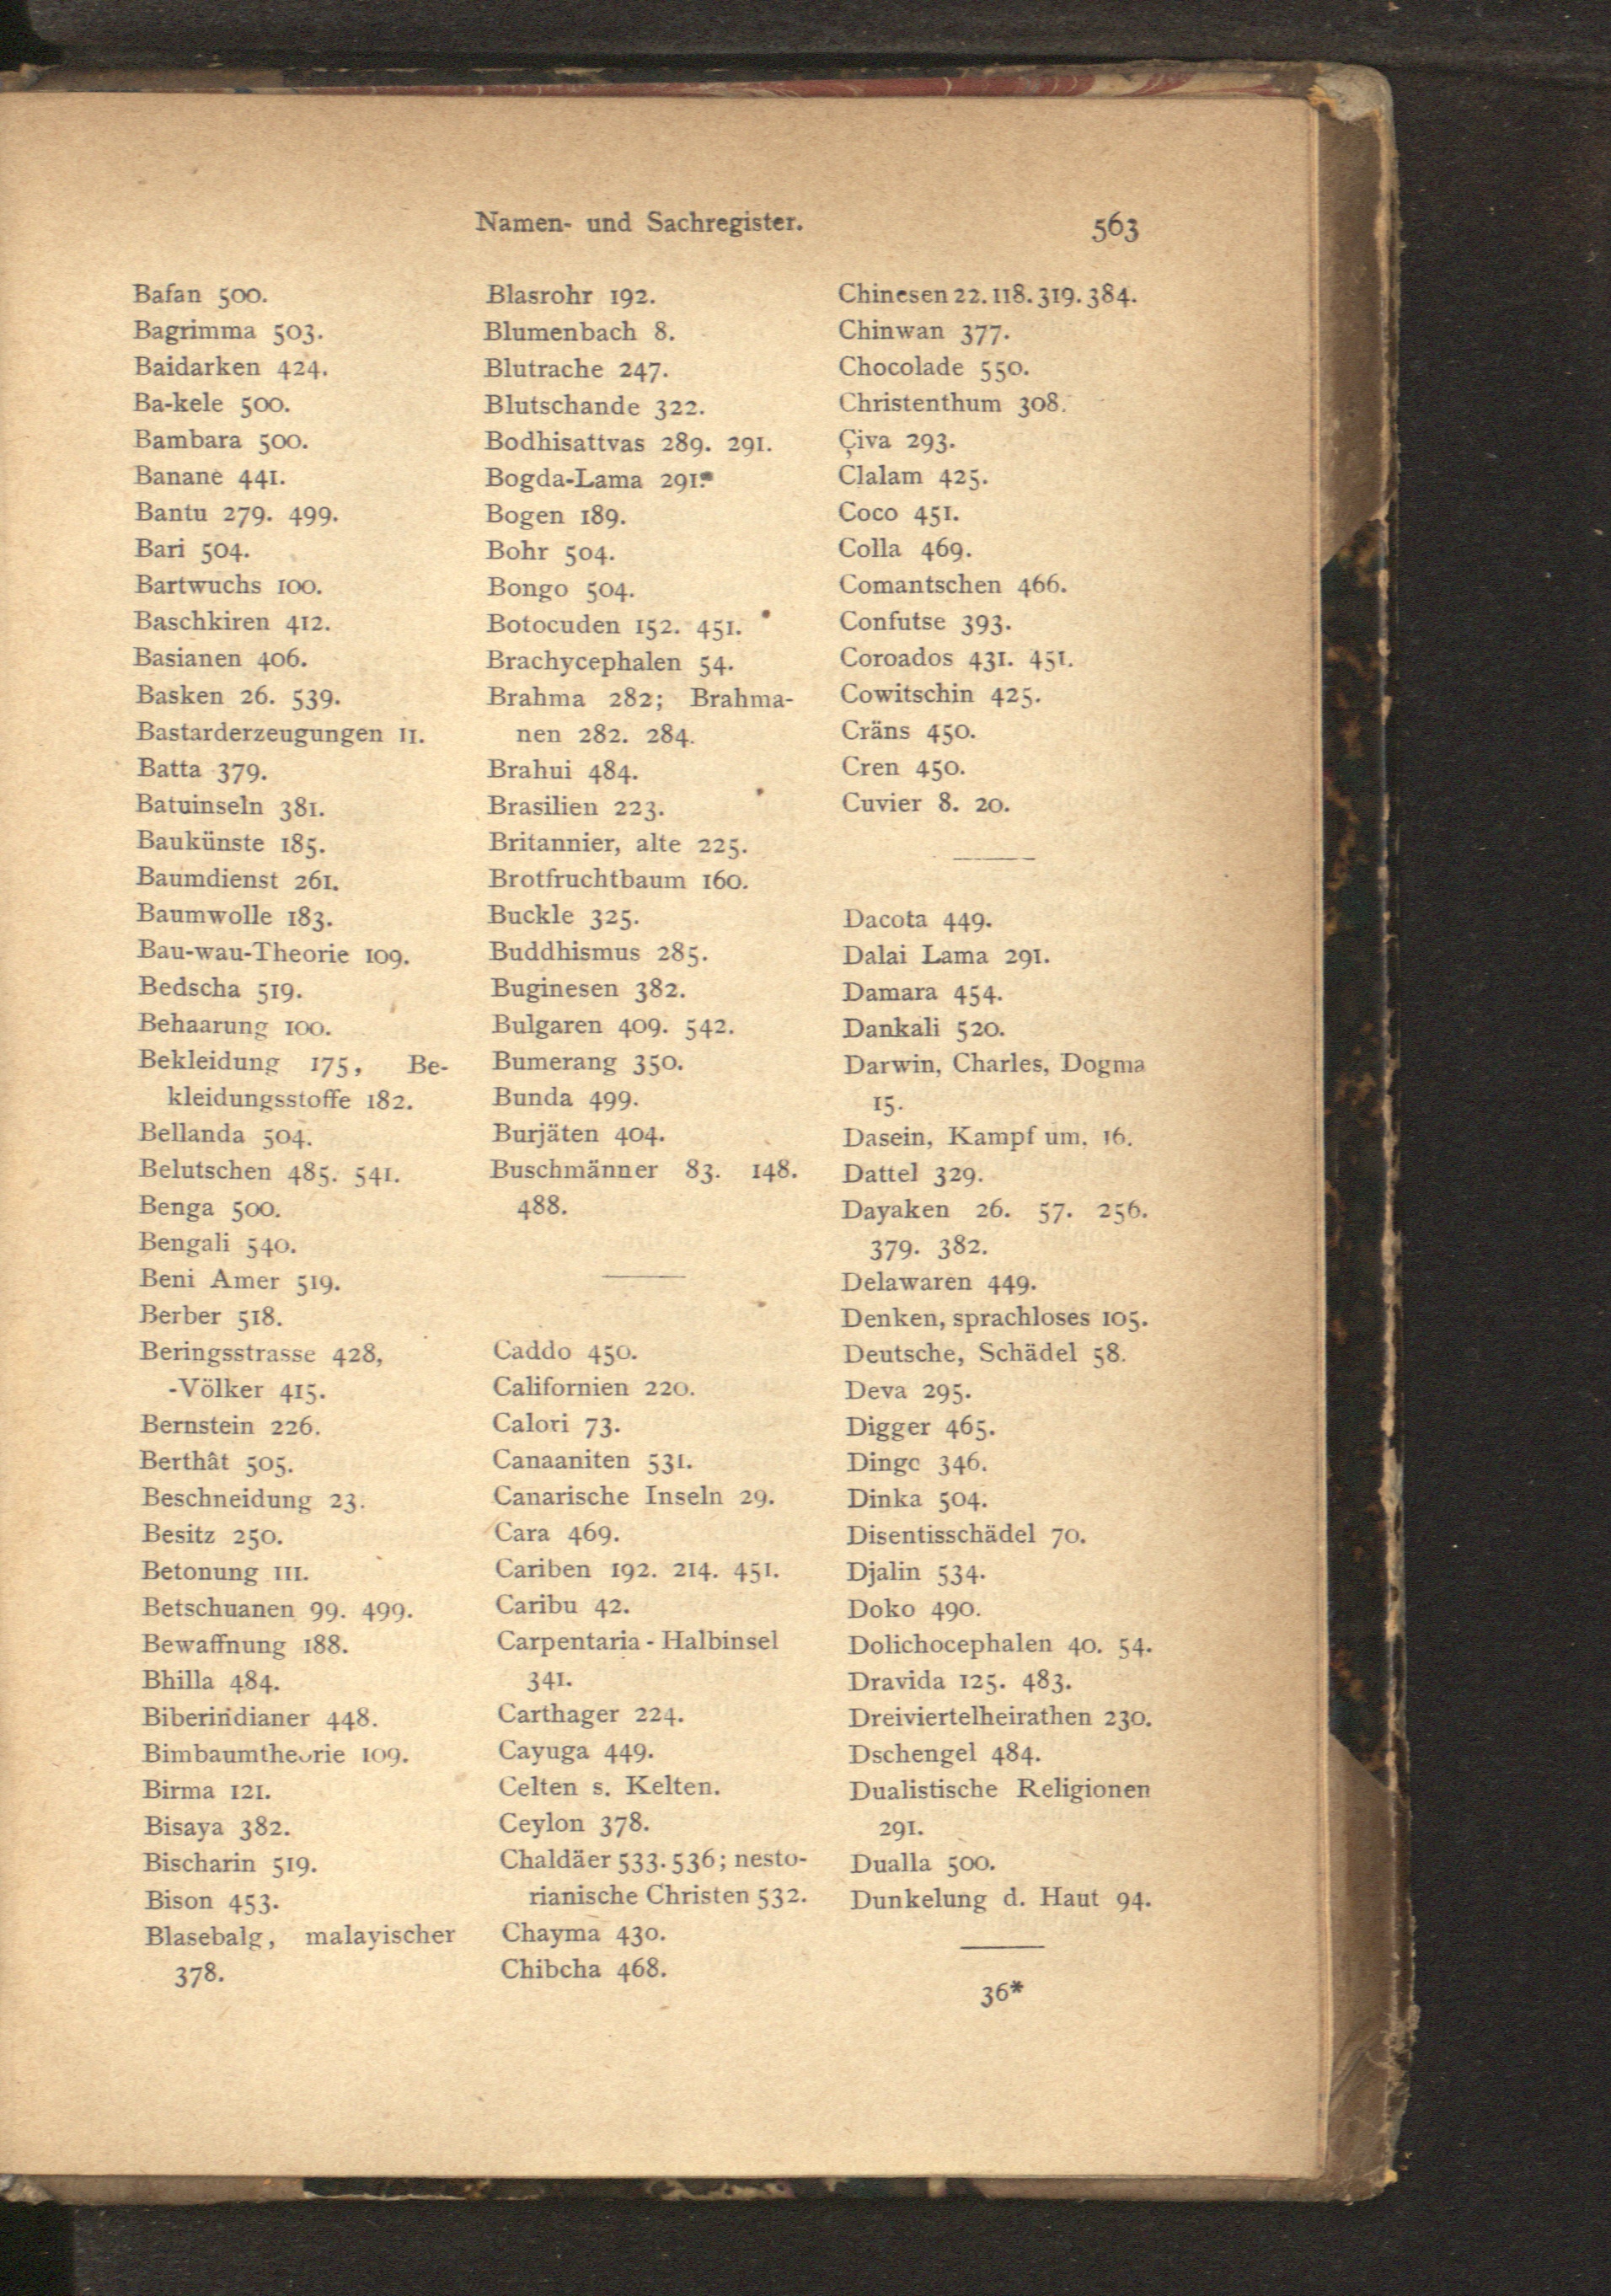 Namen- und Sachregister.
563
Bafan 500.
Bagrimma 503.
Baidarken 424.
Ba-kele 500.
Bambara 500.
Banane 441.
Bantu 279. 499.
Bari 504.
Bartwuchs 100.
Baschkiren 412.
Basianen 406.
Basken 26. 539.
Bastarderzeugungen 11.
Batta 379.
Batuinseln 381.
Baukünste 185.
Baumdienst 261.
Baumwolle 183.
Bau-wau-Theorie 109.
Bedscha 519.
Behaarung 100.
Bekleidung 175, Be-
kleidungsstoffe 182.
Bellanda 504.
Belutschen 485. 541.
Benga 500.
Bengali 540.
Beni Amer 519.
Berber 518.
Beringsstrasse 428,
-Völker 415.
Bernstein 226.
Berthât 505.
Beschneidung 23.
Besitz 250.
Betonung 111.
Betschuanen 99. 499.
Bewaffnung 188.
Bhilla 484.
Biberindianer 448.
Bimbaumtheorie 109.
Birma 121.
Bisaya 382.
Bischarin 519.
Bison 453.
Blasebalg, malayischer
378.
Blasrohr 192.
Blumenbach 8.
Blutrache 247.
Blutschande 322.
Bodhisattvas 289. 291.
Bogda-Lama 291.
Bogen 189.
Bohr 504.
Bongo 504.
Botocuden 152. 451.
Brachycephalen 54.
Brahma 282; Brahma-
nen 282. 284.
Brahui 484.
Brasilien 223.
Britannier, alte 225.
Brotfruchtbaum 160.
Buckle 325.
Buddhismus 285.
Buginesen 382.
Bulgaren 409. 542.
Bumerang 350.
Bunda 499.
Burjäten 404.
Buschmänner 83. 148.
488.
Caddo 450.
Californien 220.
Calori 73.
Canaaniten 531.
Canarische Inseln 29.
Cara 469.
Cariben 192. 214. 451.
Caribu 42.
Carpentaria - Halbinsel
341.
Carthager 224.
Cayuga 449.
Celten s. Kelten.
Ceylon 378.
Chaldäer 533. 536; nesto-
rianische Christen 532.
Chayma 430.
Chibcha 468.
Chinesen 22. 118. 319. 384.
Chinwan 377.
Chocolade 550.
Christenthum 308.
Çiva 293.
Clalam 425.
Coco 451.
Colla 469.
Comantschen 466.
Confutse 393.
Coroados 431. 451.
Cowitschin 425.
Cräns 450.
Cren 450.
Cuvier 8. 20.
Dacota 449.
Dalai Lama 291.
Damara 454.
Dankali 520.
Darwin, Charles, Dogma
15.
Dasein, Kampf um, 16.
Dattel 329.
Dayaken 26. 57. 256.
379. 382.
Delawaren 449.
Denken, sprachloses 105.
Deutsche, Schädel 58.
Deva 295.
Digger 465.
Dinge 346.
Dinka 504.
Disentisschädel 70.
Djalin 534.
Doko 490.
Dolichocephalen 40. 54.
Dravida 125. 483.
Dreiviertelheirathen 230.
Dschengel 484.
Dualistische Religionen
291.
Dualla 500.
Dunkelung d. Haut 94.
36*